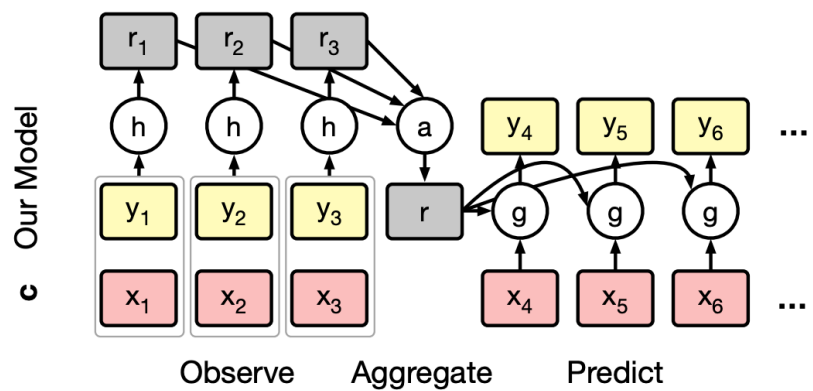 r1 r2 r3
h h h a y4 y5 y6 ...
y1 y2 y3 r g g g
x1 x2 x3 x4 x5 x6 ...
Observe Aggregate Predict
c Our Model